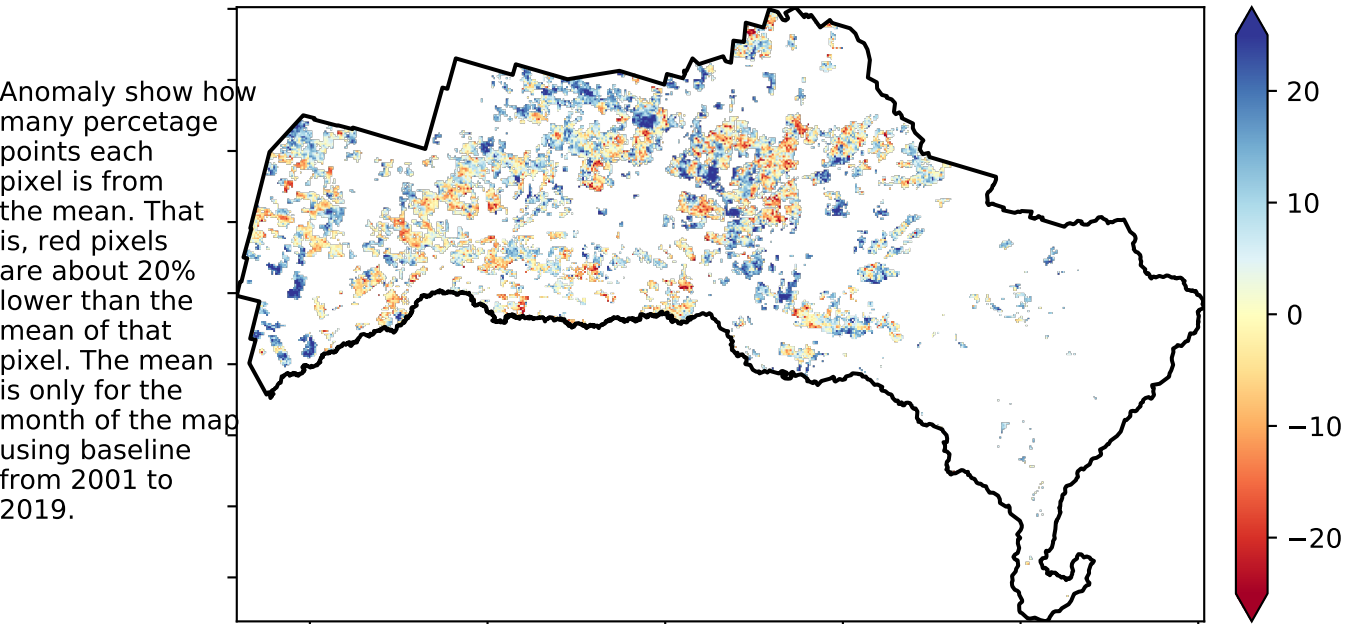 Anomaly show how
many percetage
points each
pixel is from
the mean. That
is, red pixels
are about 20%
lower than the
mean of that
pixel. The mean
is only for the
month of the map
using baseline
from 2001 to
2019.
20
10
0
−10
−20